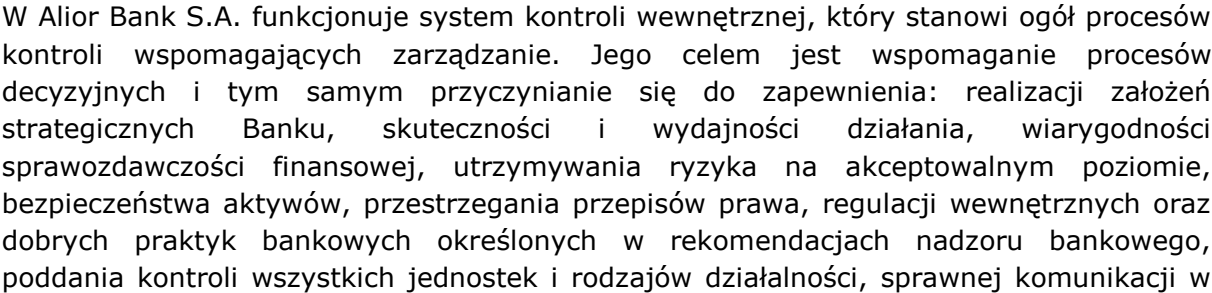 W Alior Bank S.A. funkcjonuje system kontroli wewnętrznej, który stanowi ogół procesów
kontroli wspomagających zarządzanie. Jego celem jest wspomaganie procesów
decyzyjnych i tym samym przyczynianie się do zapewnienia: realizacji założeń
strategicznych Banku, skuteczności i wydajności działania, wiarygodności
sprawozdawczości finansowej, utrzymywania ryzyka na akceptowalnym poziomie,
bezpieczeństwa aktywów, przestrzegania przepisów prawa, regulacji wewnętrznych oraz
dobrych praktyk bankowych określonych w rekomendacjach nadzoru bankowego,
poddania kontroli wszystkich jednostek i rodzajów działalności, sprawnej komunikacji w